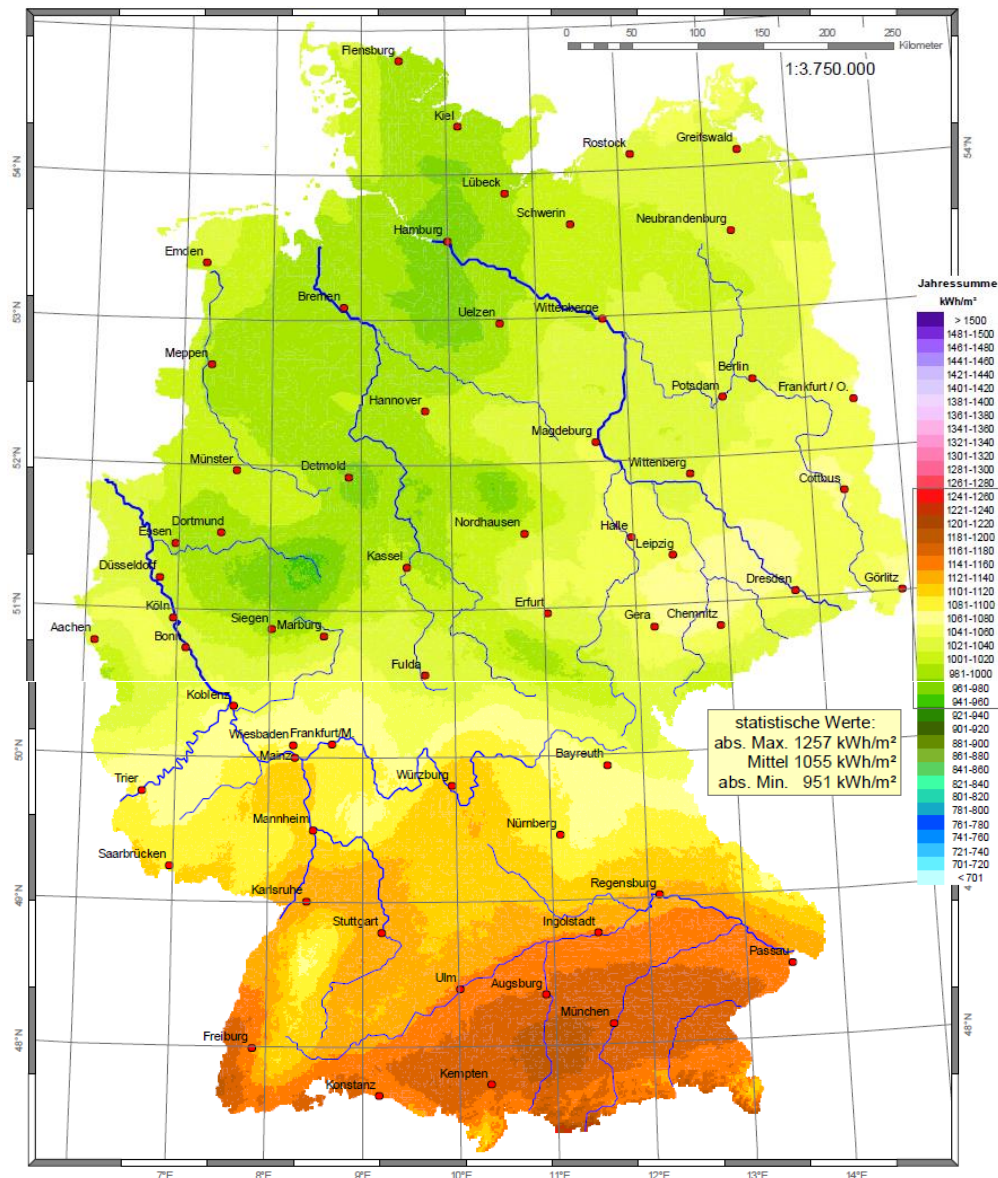 0 50 100 150 200 250
Kilometer
1:3.750.000
Flensburg
Kiel
Rostock
Greifswald
54°N
54°N
Lübeck
Schwerin
Neubrandenburg
Hamburg
Emden
Bremen
Uelzen
Wittenberge
53°N
53°N
Meppen
Berlin
Potsdam
Frankfurt / O.
Hannover
Magdeburg
Münster
Detmold
Wittenberg
Cottbus
52°N
52°N
Dortmund
Essen
Nordhausen
Halle
Leipzig
Düsseldorf
Kassel
Dresden
Görlitz
51°N
51°N
Köln
Erfurt
Gera
Chemnitz
Aachen
Siegen
Marburg
Bonn
Fulda
Koblenz
Wiesbaden
Frankfurt/M.
Mainz
Bayreuth
50°N
Trier
Würzburg
Mannheim
Nürnberg
Saarbrücken
Karlsruhe
Regensburg
49°N
4
Stuttgart
Ingolstadt
Passau
Ulm
Augsburg
München
Freiburg
48°N
48°N
Konstanz
Kempten
7°E 8°E 9°E 10°E 11°E 12°E 13°E 14°E
Jahressumme
kWh/m²
> 1500
1481-1500
1461-1480
1441-1460
1421-1440
1401-1420
1381-1400
1361-1380
1341-1360
1321-1340
1301-1320
1281-1300
1261-1280
1241-1260
1221-1240
1201-1220
1181-1200
1161-1180
1141-1160
1121-1140
1101-1120
1081-1100
1061-1080
1041-1060
1021-1040
1001-1020
981-1000
961-980
941-960
921-940
901-920
881-900
861-880
841-860
821-840
801-820
781-800
761-780
741-760
721-740
701-720
< 701
statistische Werte:
abs. Max. 1257 kWh/m²
Mittel 1055 kWh/m²
abs. Min. 951 kWh/m²